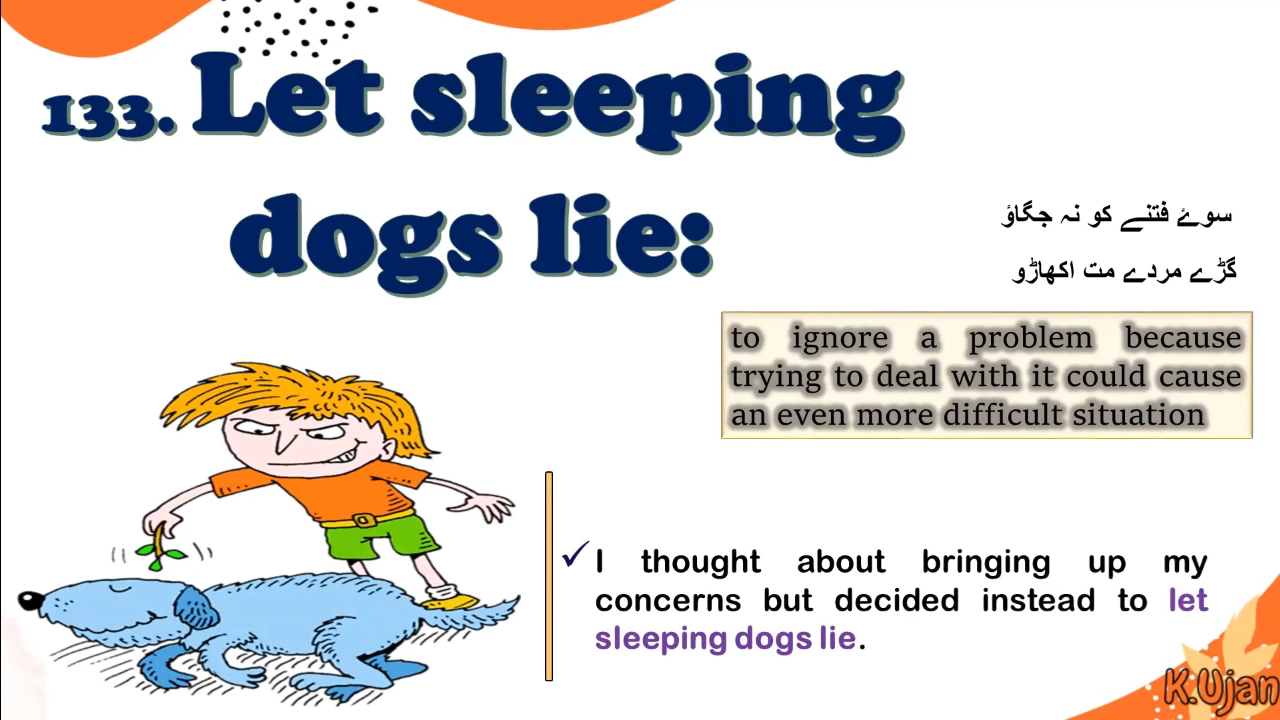 133. Let sleeping
dogs lie:
سوۓ فتنے کو نہ جگاؤ
گڑے مردے مت اکھاڑو
to ignore a problem because
trying to deal with it could cause
an even more difficult situation
✓I thought about bringing up my
concerns but decided instead to let
sleeping dogs lie.
K.Ujan